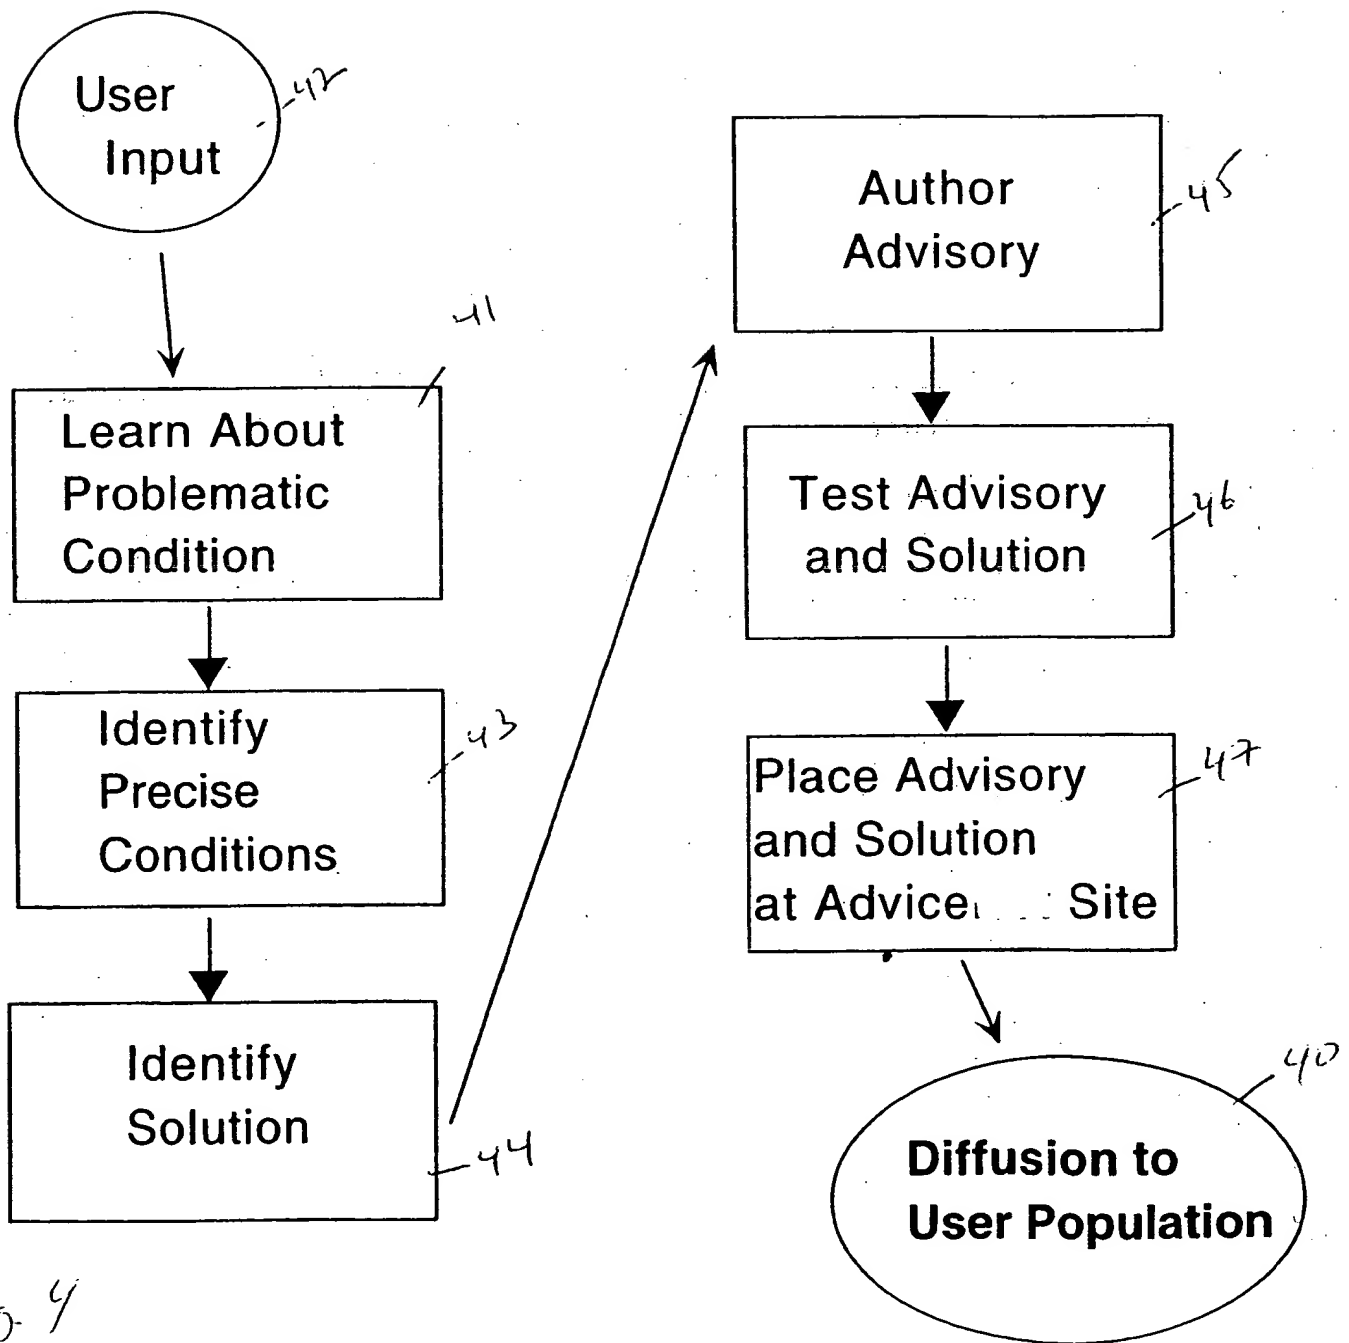 User
Input
42
41
Learn About
Problematic
Condition
Identify
Precise
Conditions
43
Identify
Solution
44
Author
Advisory
45
Test Advisory
and Solution
46
Place Advisory
and Solution
at Advice Site
47
Diffusion to
User Population
40
4